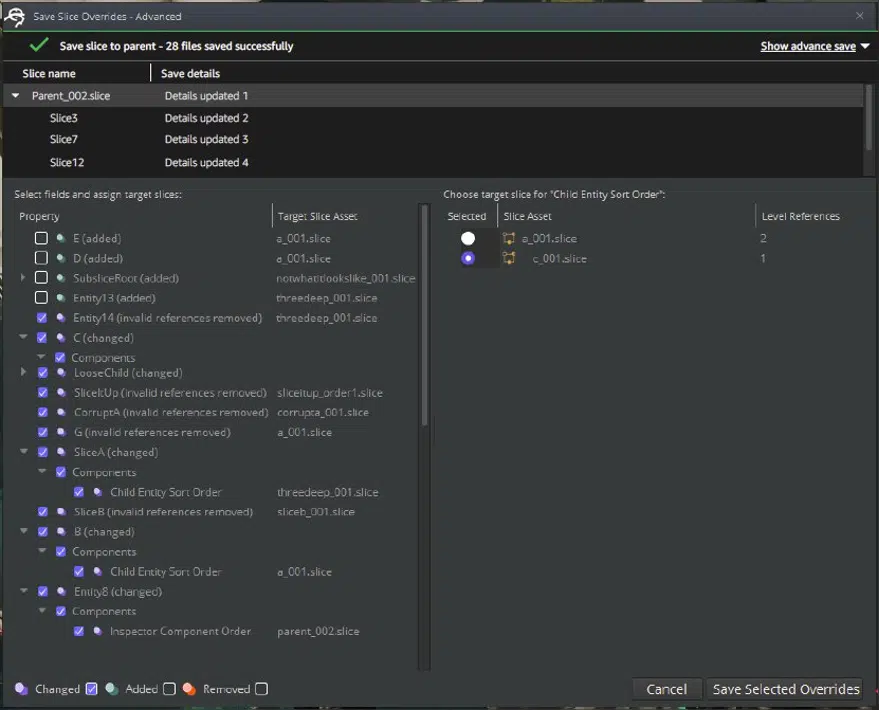 Save Slice Overrides - Advanced
Save slice to parent - 28 files saved successfully
Show advance save
Slice name Save details
Parent_002.slice Details updated 1
Slice3 Details updated 2
Slice7 Details updated 3
Slice12 Details updated 4
Select fields and assign target slices:
Property Target Slice Asset
E (added) a_001.slice
D (added) a_001.slice
SubsliceRoot (added) notwhatitlookslike_001.slice
Entity13 (added) threedeep_001.slice
Entity14 (invalid references removed) threedeep_001.slice
C (changed)
Components
LooseChild (changed)
SliceItUp (invalid references removed) sliceitup_order1.slice
CorruptA (invalid references removed) corrupta_001.slice
G (invalid references removed) a_001.slice
SliceA (changed)
Components
Child Entity Sort Order threedeep_001.slice
SliceB (invalid references removed) sliceb_001.slice
B (changed)
Components
Child Entity Sort Order a_001.slice
Entity8 (changed)
Components
Inspector Component Order parent_002.slice
Choose target slice for "Child Entity Sort Order":
Selected Slice Asset Level References
a_001.slice 2
c_001.slice 1
Changed Added Removed
Cancel
Save Selected Overrides